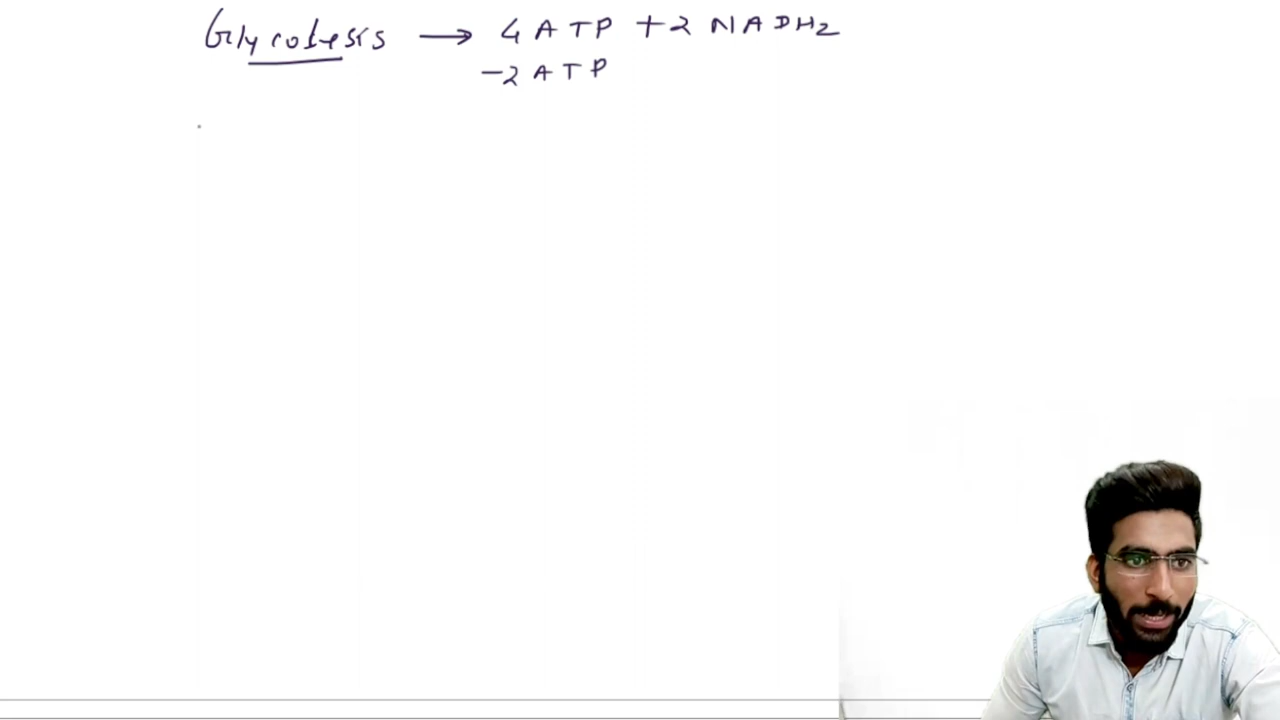 Glycolysis → 4 ATP + 2 NADH2
-2 ATP